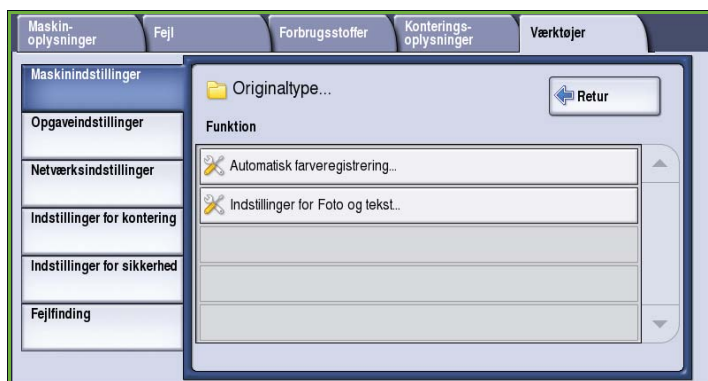 Maskin-
oplysninger
Fejl
Forbrugsstoffer
Konterings-
oplysninger
Værktøjer
Maskinindstillinger
Opgaveindstillinger
Netværksindstillinger
Indstillinger for kontering
Indstillinger for sikkerhed
Fejlfinding
Originaltype...
Retur
Funktion
Automatisk farveregistrering...
Indstillinger for Foto og tekst...